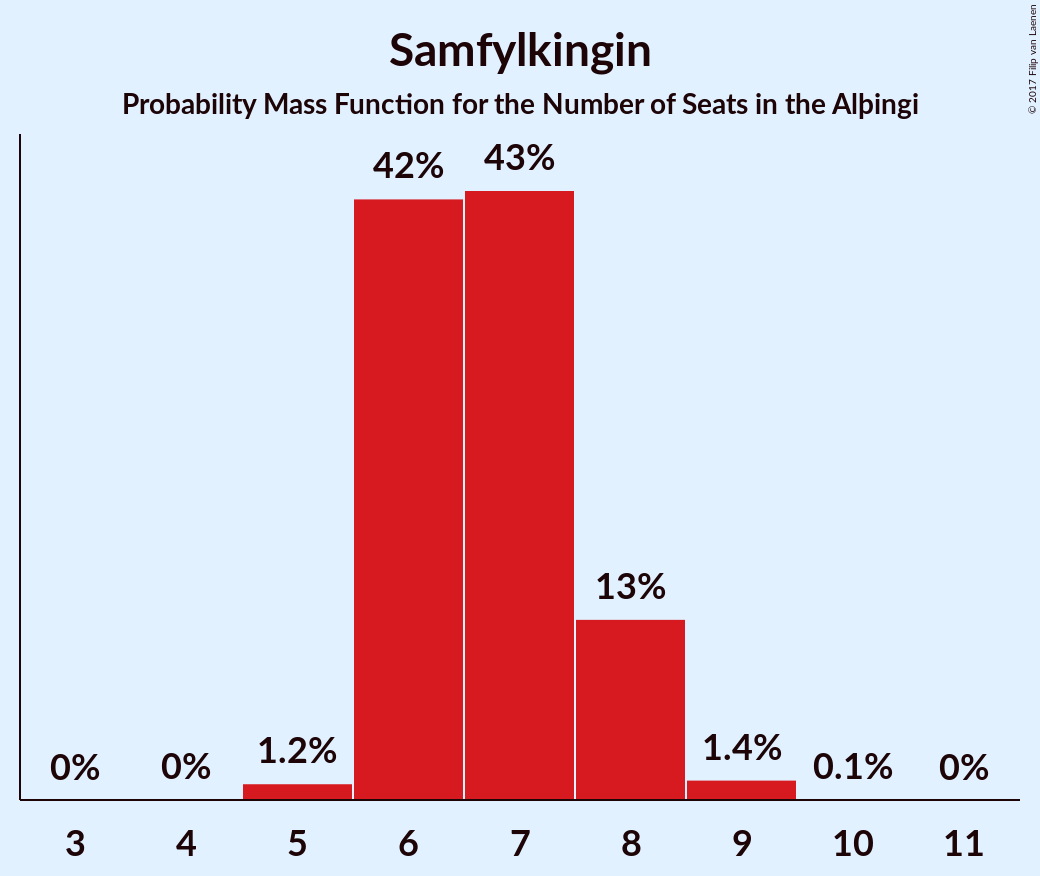 Samfylkingin
Probability Mass Function for the Number of Seats in the Alþingi
© 2017 Filip van Laenen
42%
43%
13%
1.2%
1.4%
0%
0%
0.1%
0%
3 4 5 6 7 8 9 10 11